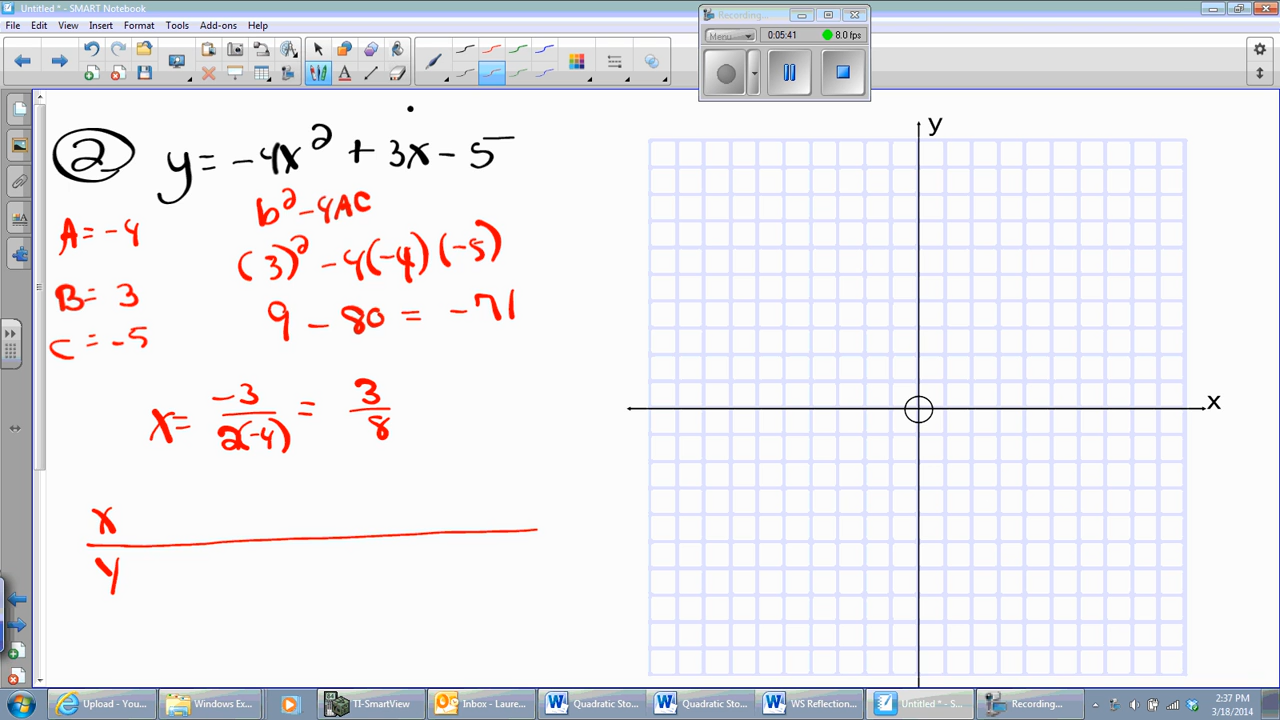 Untitled * - SMART Notebook
File Edit View Insert Format Tools Add-ons Help
Recording...
Menu 0:05:41 8.0 fps
2 y = -4x² + 3x - 5
b² - 4AC
A = -4
(3)² - 4(-4)(-5)
B = 3
9 - 80 = -71
C = -5
x = -3/2(-4) = 3/8
x
y
y
x
Upload - You... Windows Ex... TI-SmartView Inbox - Laure... Quadratic Sto... Quadratic Sto... WS Reflection... Untitled * - S... Recording...
2:37 PM
3/18/2014